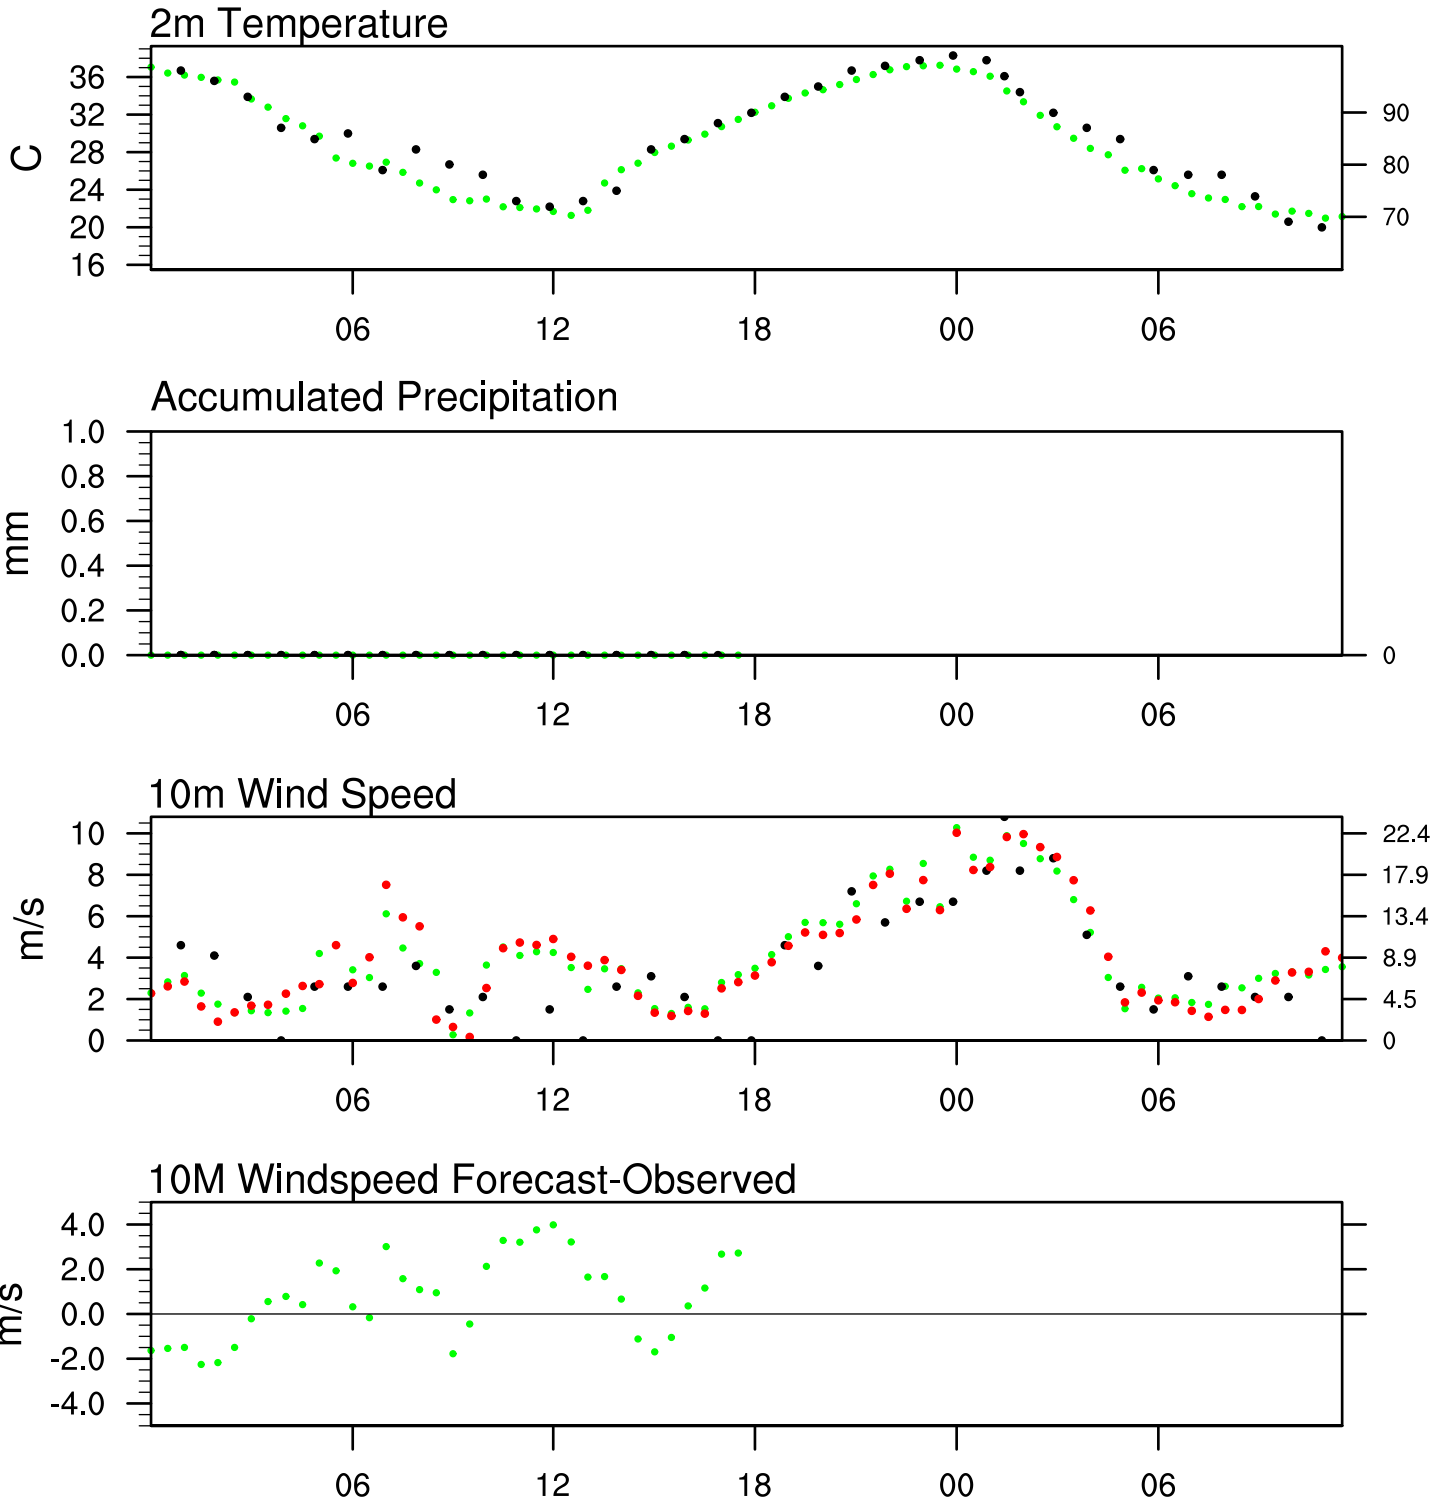 2m Temperature
36
32
28
24
20
16
C
90
80
70
06 12 18 00 06
Accumulated Precipitation
1.0
0.8
0.6
0.4
0.2
0.0
mm
0
06 12 18 00 06
10m Wind Speed
10
8
6
4
2
0
m/s
22.4
17.9
13.4
8.9
4.5
0
06 12 18 00 06
10M Windspeed Forecast-Observed
4.0
2.0
0.0
-2.0
-4.0
m/s
06 12 18 00 06